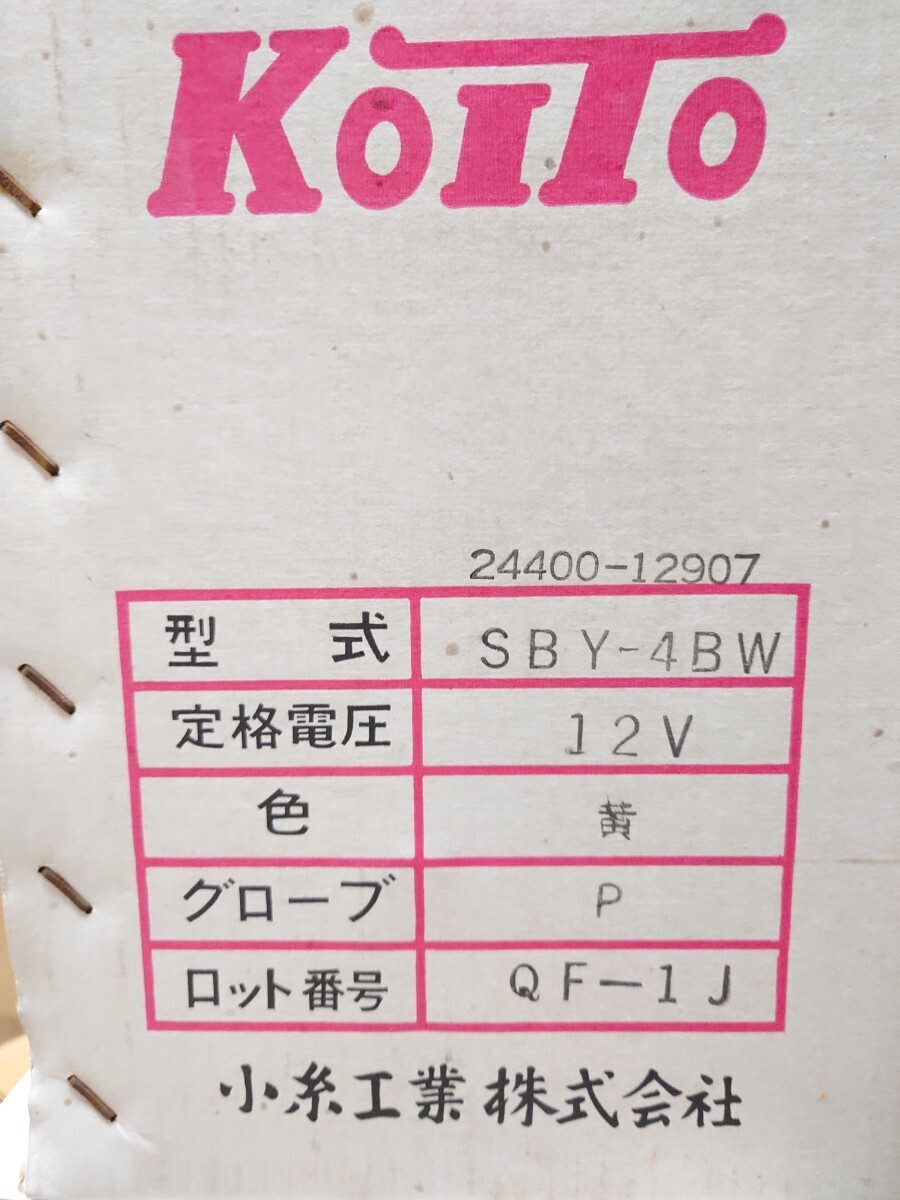 KOITO
24400-12907
型式 SBY-4BW
定格電圧 12V
色 黄
グローブ P
ロット番号 QF-1J
小糸工業株式会社